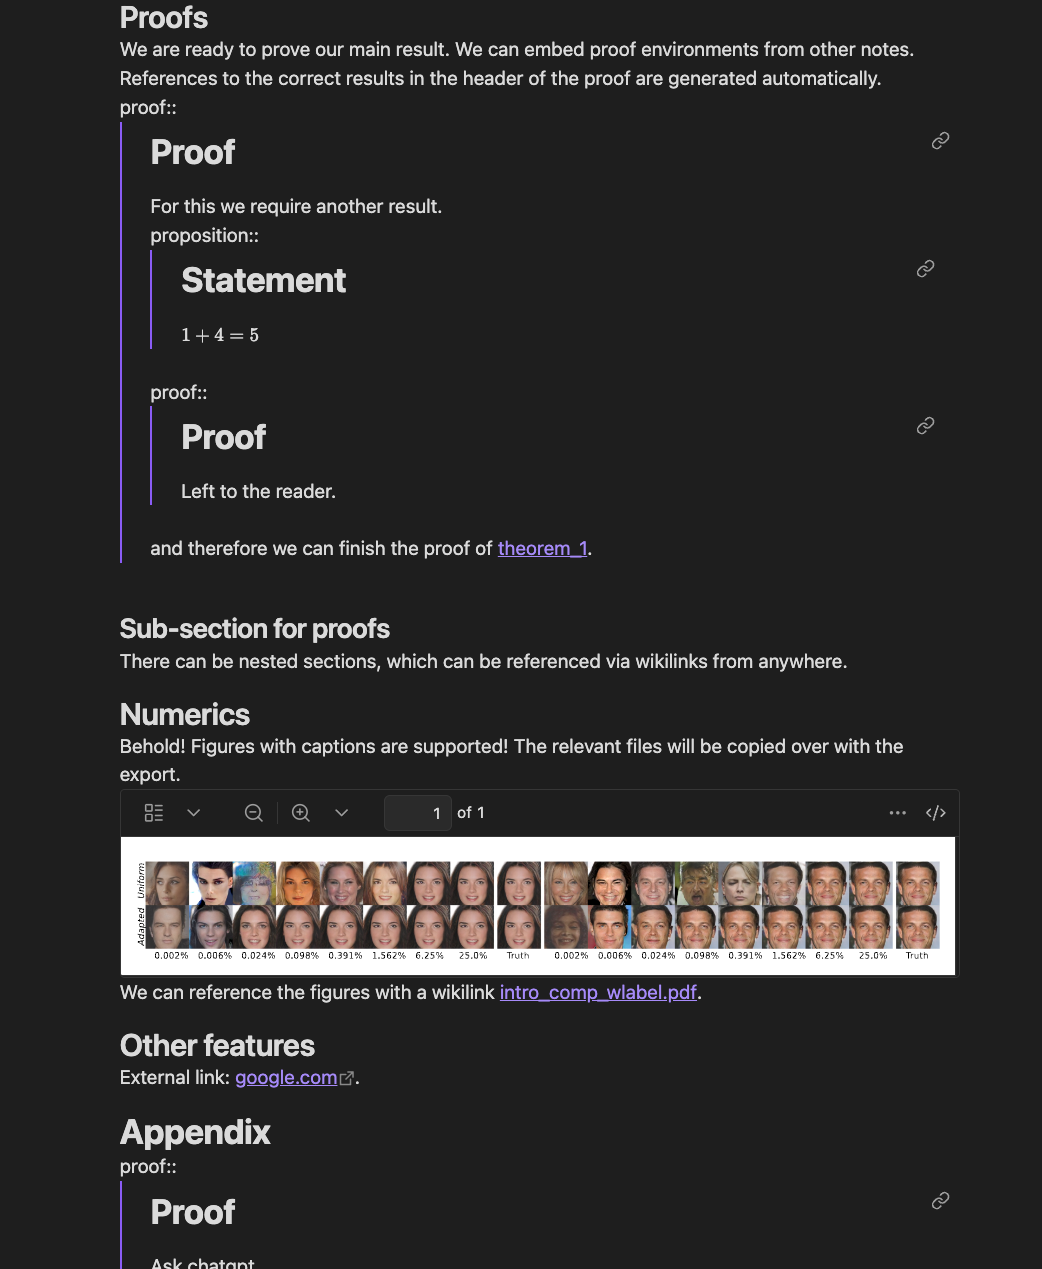 Proofs
We are ready to prove our main result. We can embed proof environments from other notes.
References to the correct results in the header of the proof are generated automatically.
proof::
Proof
For this we require another result.
proposition::
Statement
1 + 4 = 5
proof::
Proof
Left to the reader.
and therefore we can finish the proof of theorem_1.
Sub-section for proofs
There can be nested sections, which can be referenced via wikilinks from anywhere.
Numerics
Behold! Figures with captions are supported! The relevant files will be copied over with the
export.
1 of 1
Uniform
Adapted
0.002% 0.006% 0.024% 0.098% 0.391% 1.562% 6.25% 25.0% Truth 0.002% 0.006% 0.024% 0.098% 0.391% 1.562% 6.25% 25.0% Truth
We can reference the figures with a wikilink intro_comp_wlabel.pdf.
Other features
External link: google.com.
Appendix
proof::
Proof
Ask chatgpt